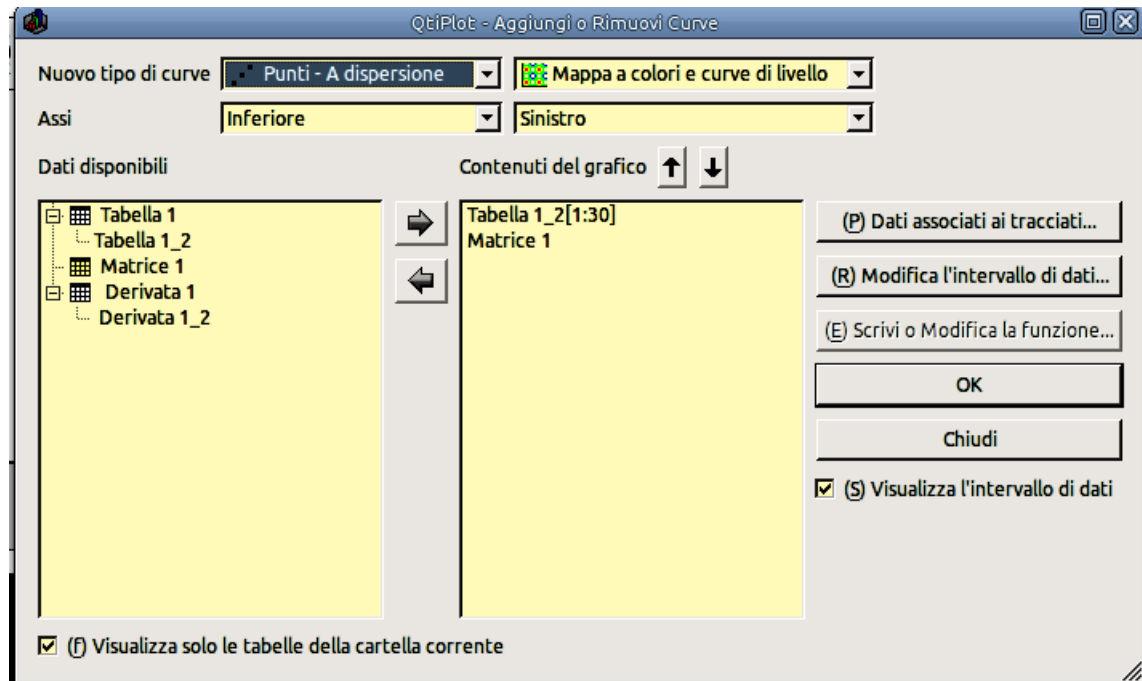 QtiPlot - Aggiungi o Rimuovi Curve
Nuovo tipo di curve Punti - A dispersione Mappa a colori e curve di livello
Assi Inferiore Sinistro
Dati disponibili Contenuti del grafico
Tabella 1
Tabella 1_2
Matrice 1
Derivata 1
Derivata 1_2
Tabella 1_2[1:30]
Matrice 1
(P) Dati associati ai tracciati...
(R) Modifica l'intervallo di dati...
(E) Scrivi o Modifica la funzione...
OK
Chiudi
(S) Visualizza l'intervallo di dati
(f) Visualizza solo le tabelle della cartella corrente